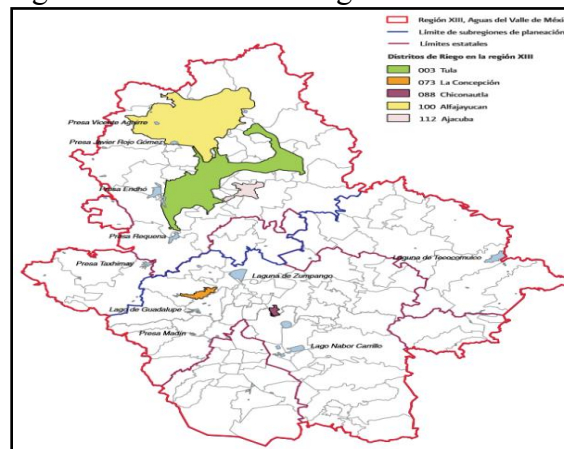 Región XIII, Aguas del Valle de Méxi
Límite de subregiones de planeación
Límites estatales
Distritos de Riego en la región XIII
003 Tula
073 La Concepción
088 Chiconautla
100 Alfajayucan
112 Ajacuba
Presa Vicente Aguirre
Presa Javier Rojo Gómez
Presa Endhó
Presa Requena
Laguna de Tecocomulco
Presa Taxhimay
Laguna de Zumpango
Lago de Guadalupe
Presa Madín
Lago Nabor Carrillo